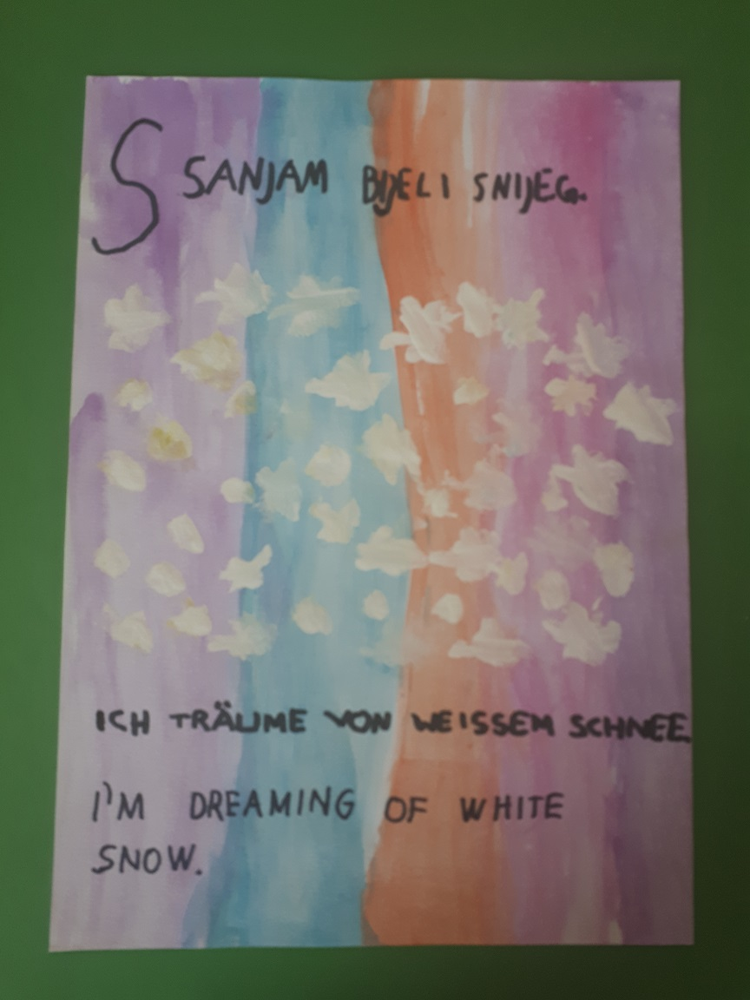 S SANJAM BIJELI SNIJEG.
ICH TRÄUME VON WEISSEM SCHNEE
I'M DREAMING OF WHITE
SNOW.